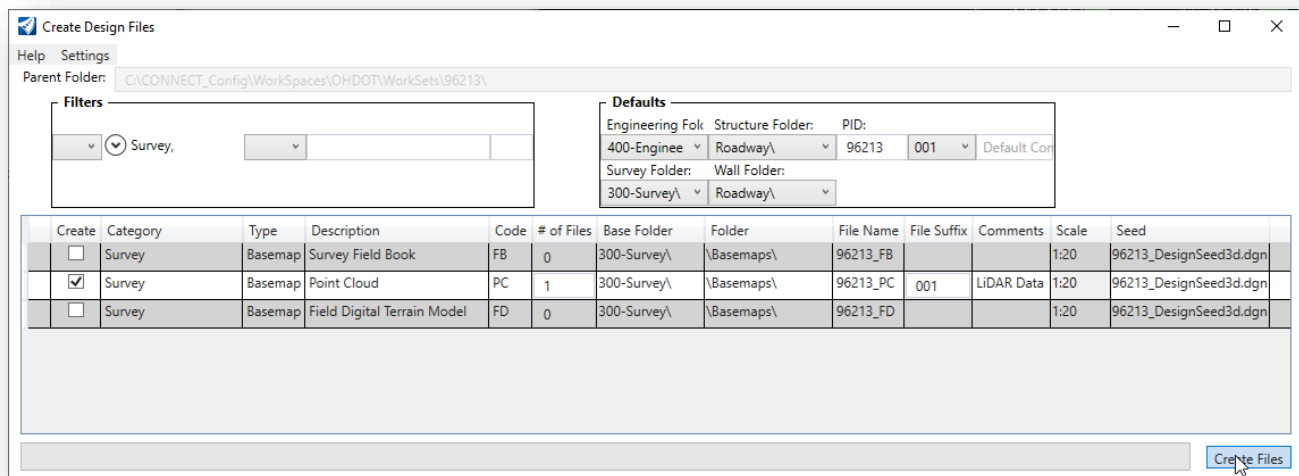 Create Design Files
Help Settings
Parent Folder: C:\CONNECT_Config\WorkSpaces\OHDOT\WorkSets\96213\
Filters
Survey,
Defaults
Engineering Fol Structure Folder: PID:
400-Enginee Roadway\ 96213 001 Default Con
Survey Folder: Wall Folder:
300-Survey\ Roadway\
Create Category Type Description Code # of Files Base Folder Folder File Name File Suffix Comments Scale Seed
Survey Basemap Survey Field Book FB 0 300-Survey\ \Basemaps\ 96213_FB 1:20 96213_DesignSeed3d.dgn
Survey Basemap Point Cloud PC 1 300-Survey\ \Basemaps\ 96213_PC 001 LiDAR Data 1:20 96213_DesignSeed3d.dgn
Survey Basemap Field Digital Terrain Model FD 0 300-Survey\ \Basemaps\ 96213_FD 1:20 96213_DesignSeed3d.dgn
Create Files